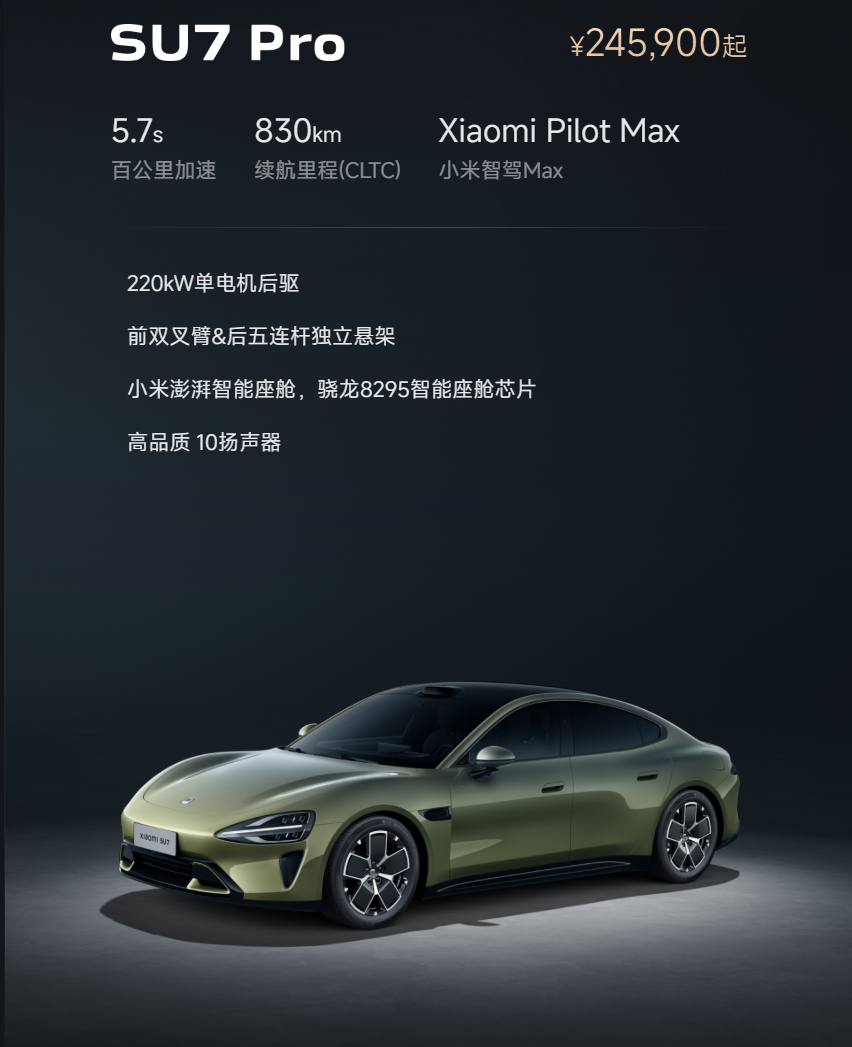 SU7 Pro
¥245,900起
5.7s
830km
Xiaomi Pilot Max
百公里加速
续航里程(CLTC)
小米智驾Max
220kW单电机后驱
前双叉臂&后五连杆独立悬架
小米澎湃智能座舱，骁龙8295智能座舱芯片
高品质 10扬声器
XIAOMI SU7